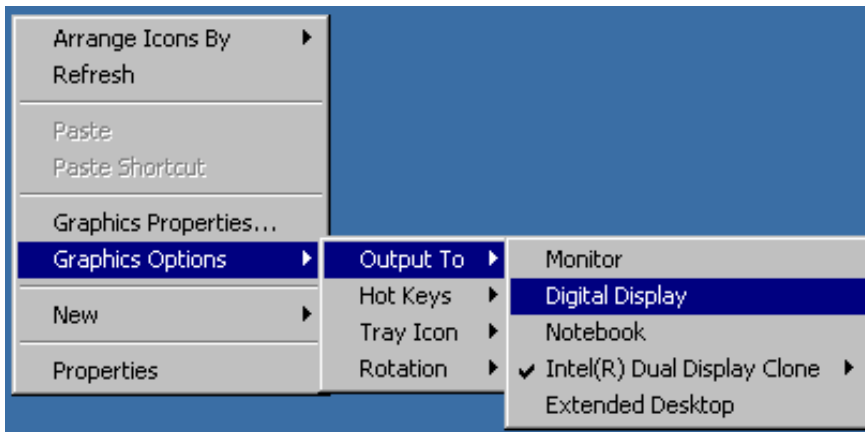 Arrange Icons By
Refresh
Paste
Paste Shortcut
Graphics Properties...
Graphics Options
New
Properties
Output To
Hot Keys
Tray Icon
Rotation
Monitor
Digital Display
Notebook
Intel(R) Dual Display Clone
Extended Desktop